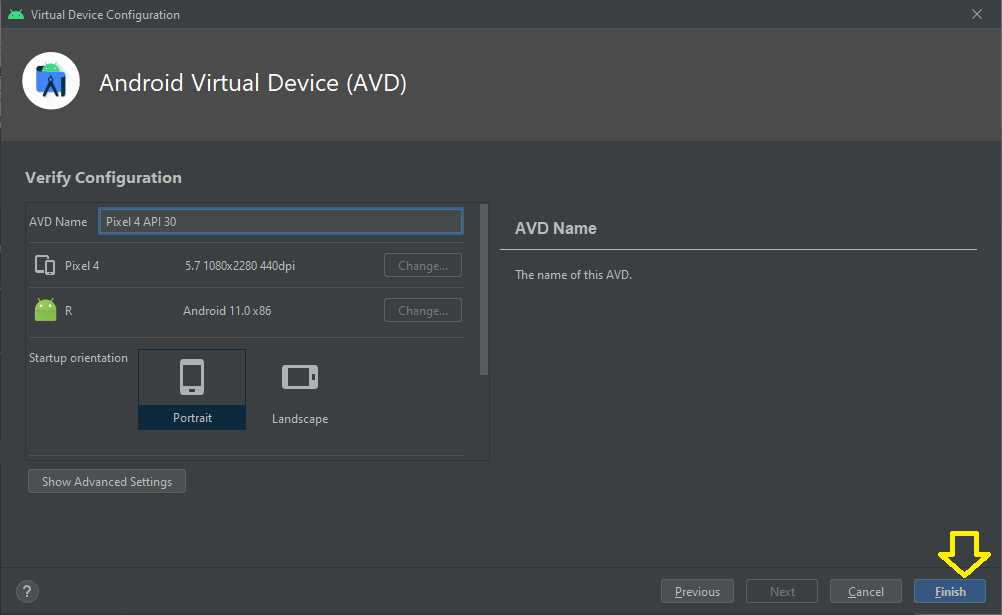 Virtual Device Configuration
Android Virtual Device (AVD)
Verify Configuration
AVD Name Pixel 4 API 30
Pixel 4 5.7 1080x2280 440dpi Change...
R Android 11.0 x86 Change...
Startup orientation
Portrait
Landscape
Show Advanced Settings
AVD Name
The name of this AVD.
? Previous Next Cancel Finish